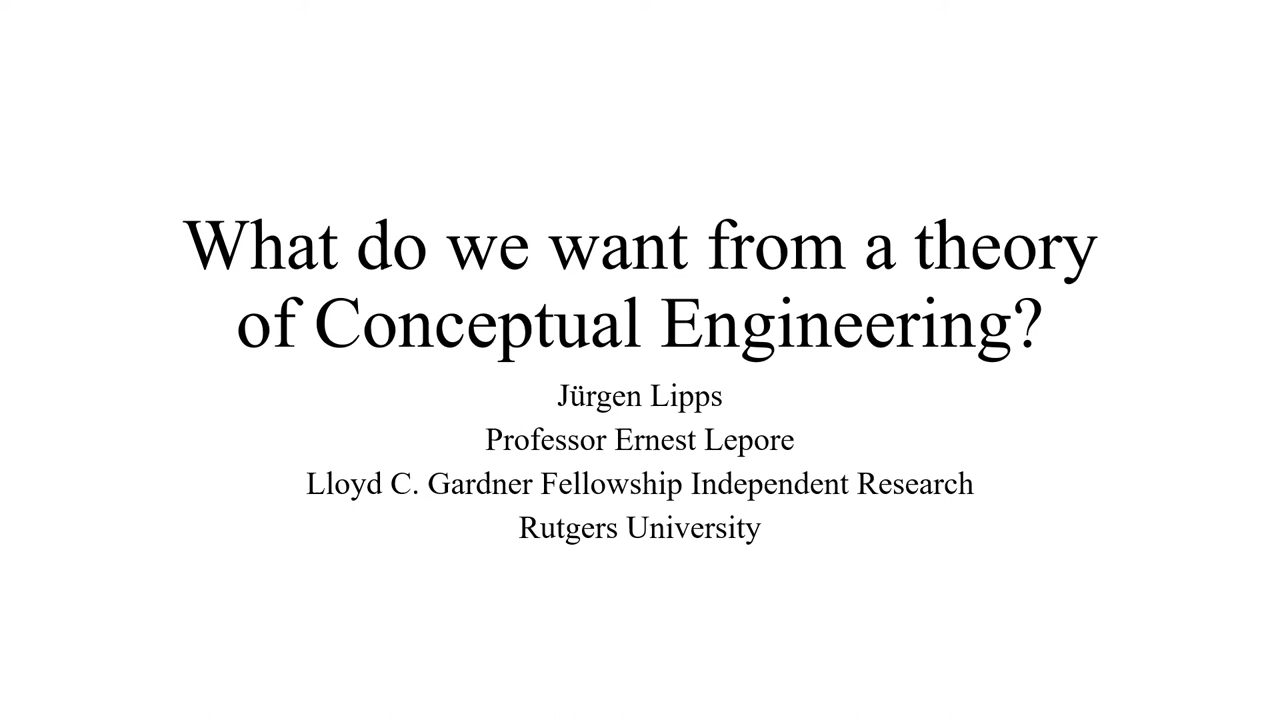 What do we want from a theory
of Conceptual Engineering?
Jürgen Lipps
Professor Ernest Lepore
Lloyd C. Gardner Fellowship Independent Research
Rutgers University